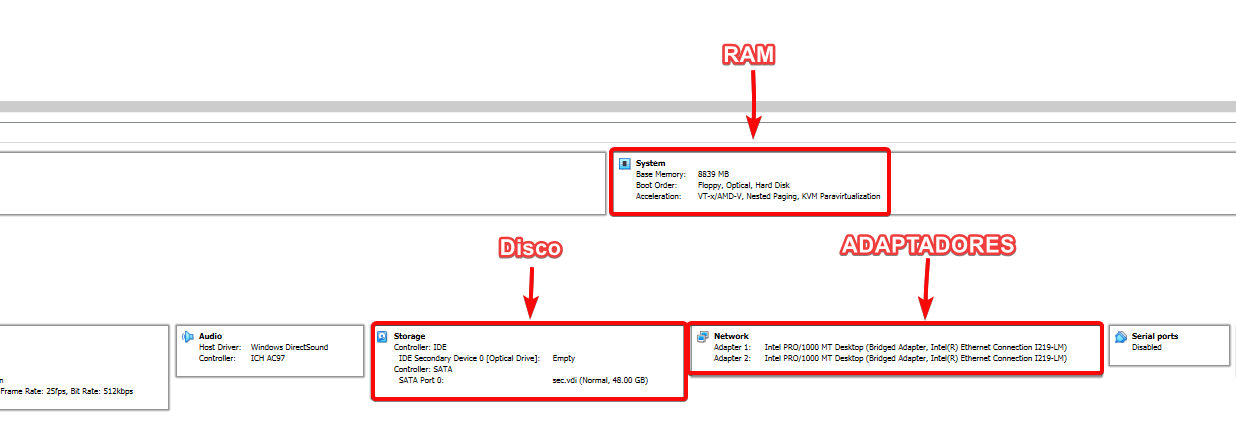 RAM
System
Base Memory: 8839 MB
Boot Order: Floppy, Optical, Hard Disk
Acceleration: VT-x/AMD-V, Nested Paging, KVM Paravirtualization
Disco
ADAPTADORES
Audio
Host Driver: Windows DirectSound
Controller: ICH AC97
Storage
Controller: IDE
IDE Secondary Device 0 [Optical Drive]: Empty
Controller: SATA
SATA Port 0: sec.vdi (Normal, 48.00 GB)
Network
Adapter 1: Intel PRO/1000 MT Desktop (Bridged Adapter, Intel(R) Ethernet Connection I219-LM)
Adapter 2: Intel PRO/1000 MT Desktop (Bridged Adapter, Intel(R) Ethernet Connection I219-LM)
Serial ports
Disabled
Frame Rate: 25fps, Bit Rate: 512kbps